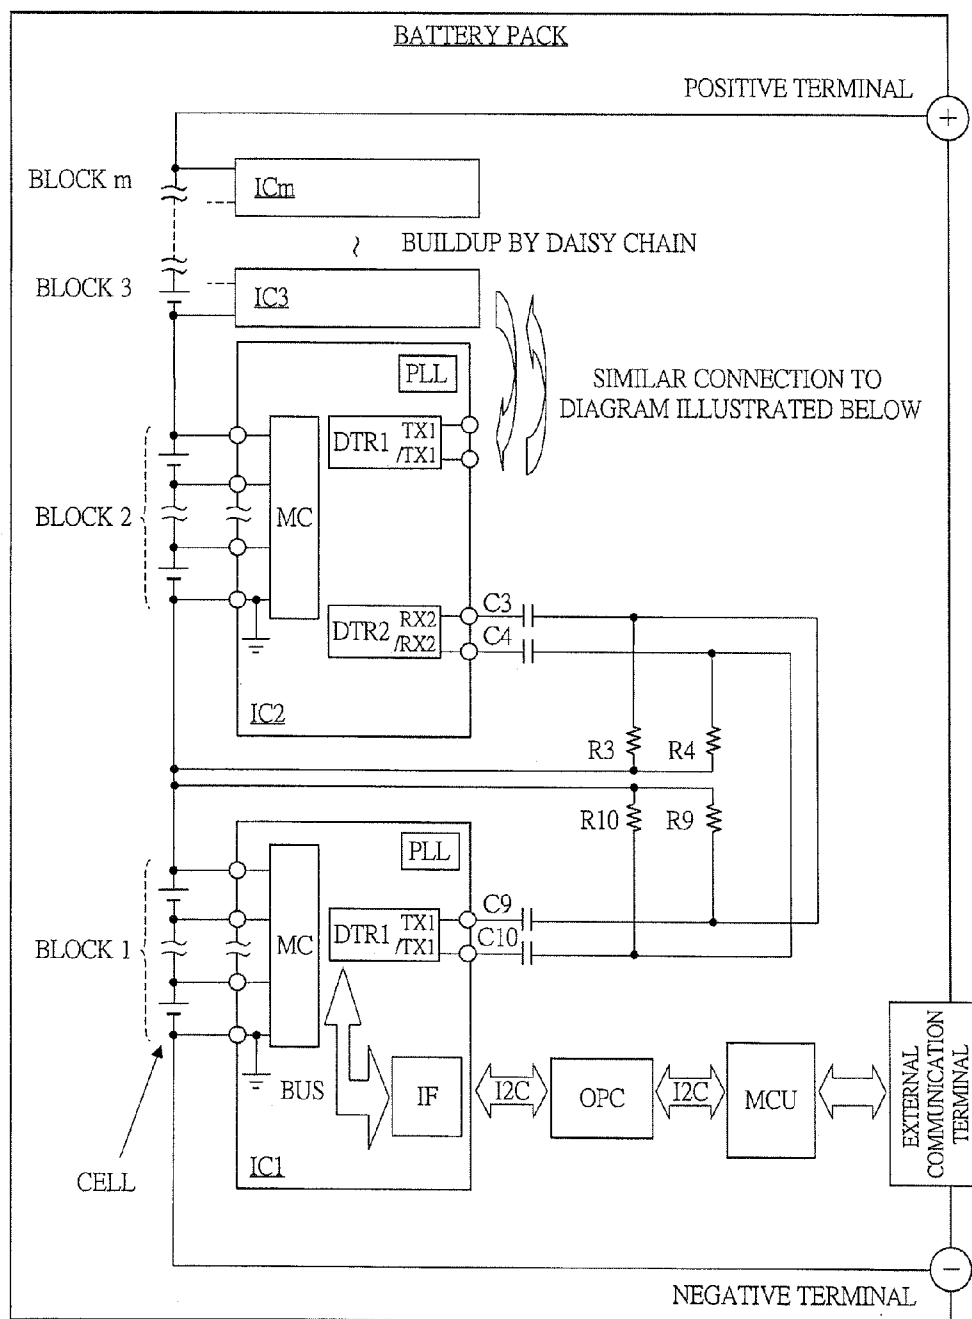 BATTERY PACK
POSITIVE TERMINAL
+
BLOCK m
ICm
BUILDUP BY DAISY CHAIN
BLOCK 3
IC3
PLL
SIMILAR CONNECTION TO
DIAGRAM ILLUSTRATED BELOW
DTR1
TX1
/TX1
BLOCK 2
MC
DTR2
RX2
/RX2
C3
C4
IC2
R3
R4
R10
R9
PLL
BLOCK 1
MC
DTR1
TX1
/TX1
C9
C10
BUS
IF
I2C
OPC
I2C
MCU
EXTERNAL
COMMUNICATION
TERMINAL
IC1
CELL
−
NEGATIVE TERMINAL